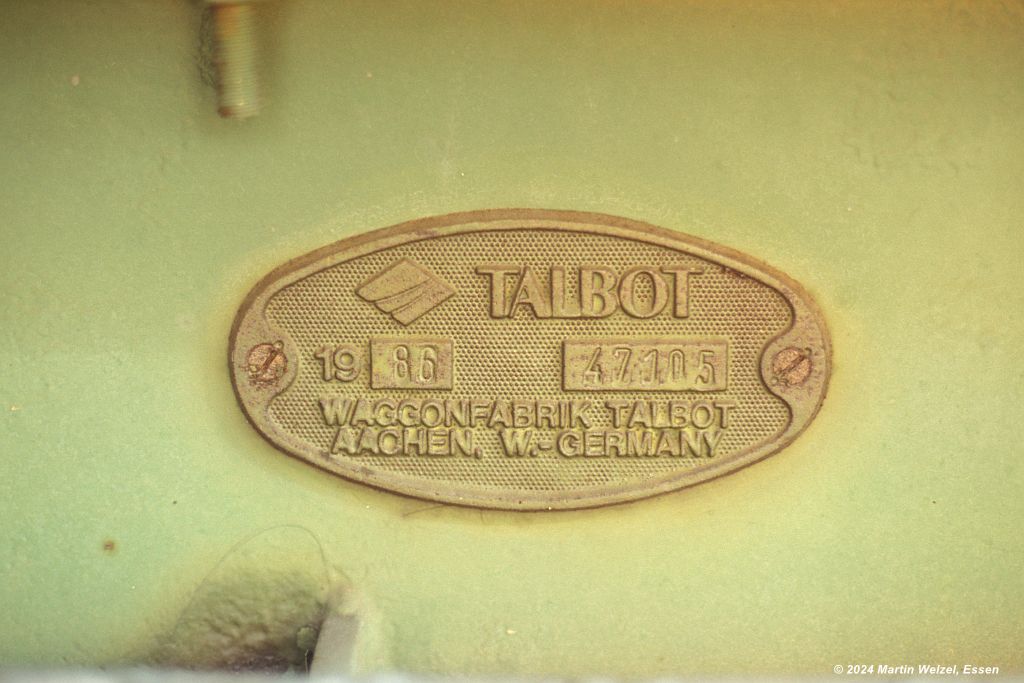 TALBOT
19 86 47105
WAGGONFABRIK TALBOT
AACHEN, W.-GERMANY
© 2024 Martin Welzel, Essen